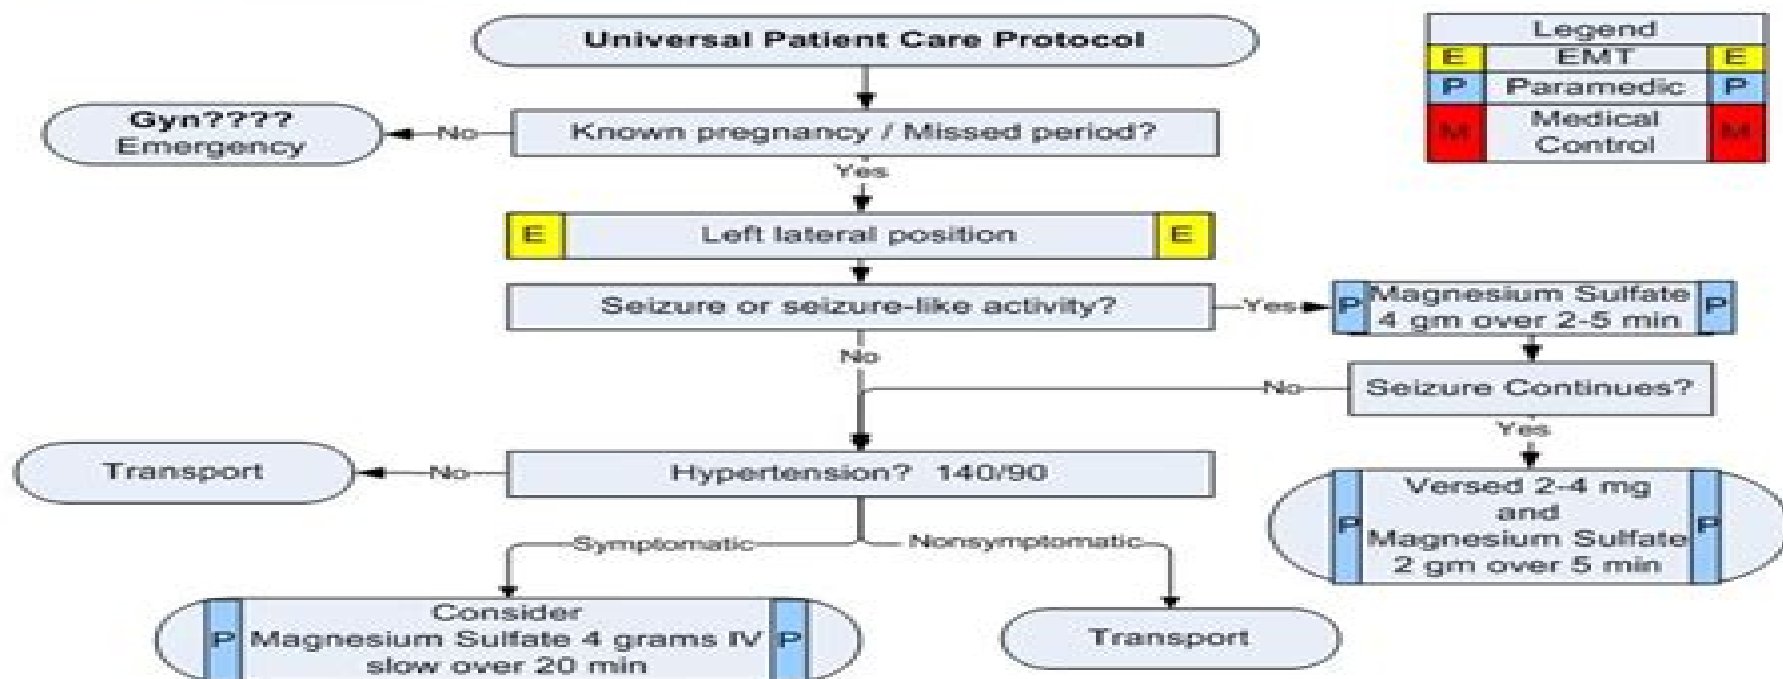 Universal Patient Care Protocol
Legend
E EMT E
P Paramedic P
M Medical M
Control
Gyn????
Emergency
No
Known pregnancy / Missed period?
Yes
E Left lateral position E
Seizure or seizure-like activity?
Yes
P Magnesium Sulfate P
4 gm over 2-5 min
No
No
Seizure Continues?
Yes
Transport
No
Hypertension? 140/90
P Versed 2-4 mg P
and
Magnesium Sulfate
2 gm over 5 min
Symptomatic
Nonsymptomatic
P Consider P
Magnesium Sulfate 4 grams IV
slow over 20 min
Transport